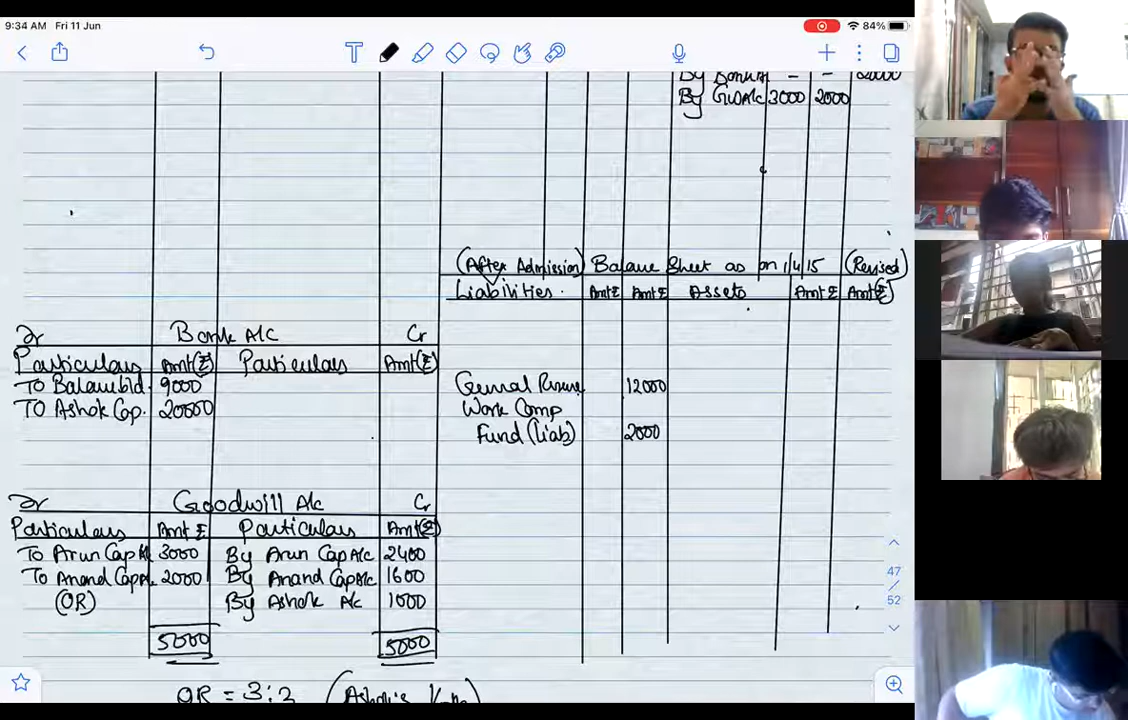 9:34 AM Fri 11 Jun
84%
T
By GW A/c 3000 2000
(After Admission) Balance Sheet as on 1/4/15 (Revised)
Liabilities. Amt ₹ Amt ₹ Assets Amt ₹ Amt(₹)
Dr Bank A/c Cr
Particulars Amt(₹) Particulars Amt(₹)
To Balance b/d. 9000
TO Ashok Cap. 20000
General Reserve 12000
Work Comp
Fund (liab) 2000
Dr Goodwill A/c Cr
Particulars Amt ₹ Particulars Amt(₹)
To Arun Cap A/c 3000 By Arun Cap A/c 2400
To Anand Cap A/c 2000 By Anand Cap A/c 1600
(OR) By Ashok A/c 1000
5000 5000
47
/
52
OR = 3:2 (Ashok's